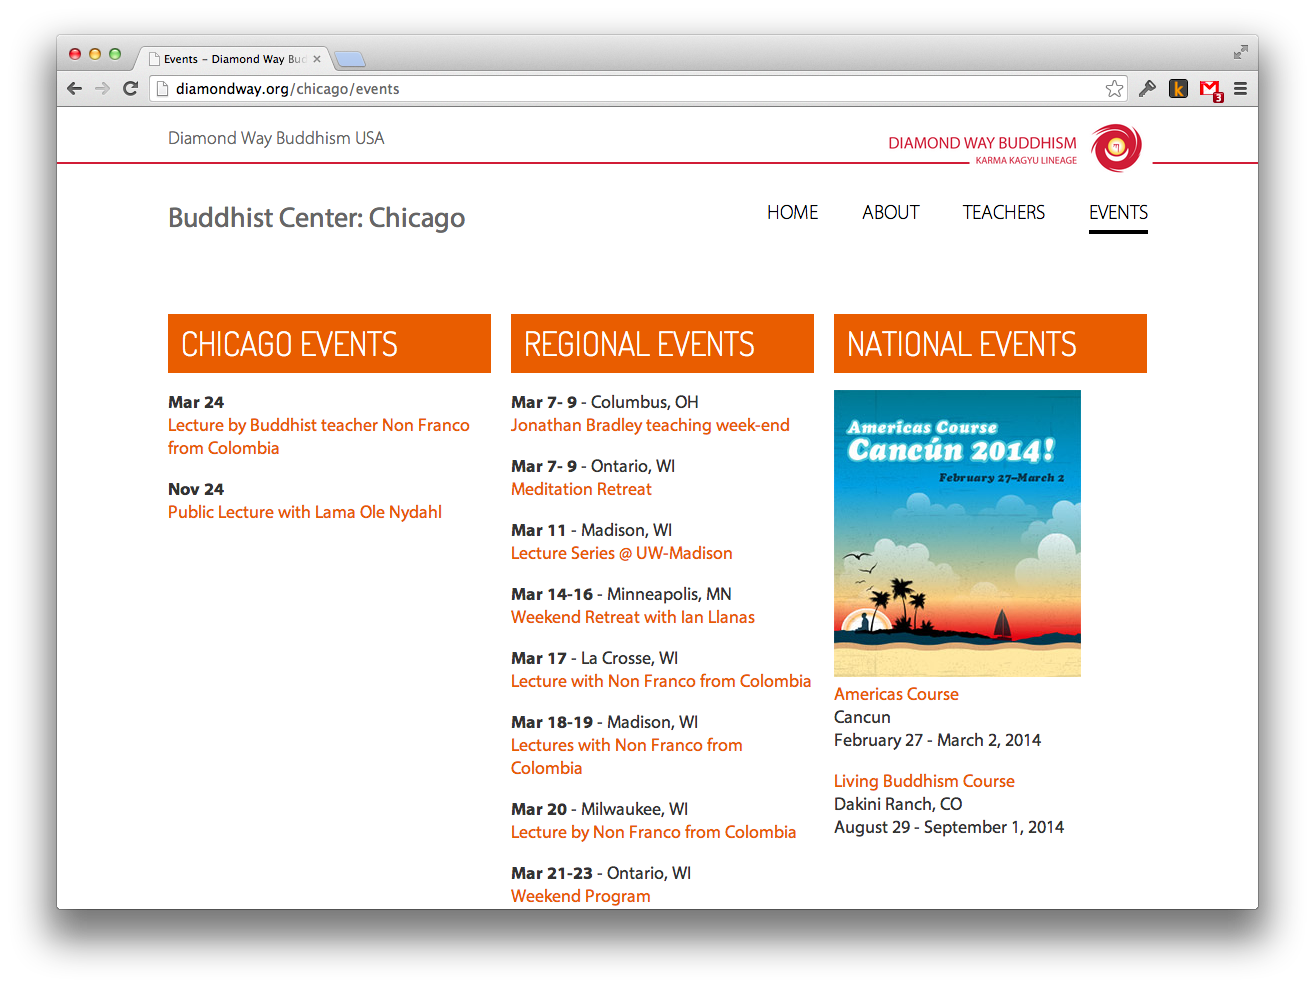 Events – Diamond Way Bud
diamondway.org/chicago/events
3
Diamond Way Buddhism USA
DIAMOND WAY BUDDHISM
KARMA KAGYU LINEAGE
Buddhist Center: Chicago
HOME ABOUT TEACHERS EVENTS
CHICAGO EVENTS
Mar 24
Lecture by Buddhist teacher Non Franco
from Colombia
Nov 24
Public Lecture with Lama Ole Nydahl
REGIONAL EVENTS
Mar 7- 9 - Columbus, OH
Jonathan Bradley teaching week-end
Mar 7- 9 - Ontario, WI
Meditation Retreat
Mar 11 - Madison, WI
Lecture Series @ UW-Madison
Mar 14-16 - Minneapolis, MN
Weekend Retreat with Ian Llanas
Mar 17 - La Crosse, WI
Lecture with Non Franco from Colombia
Mar 18-19 - Madison, WI
Lectures with Non Franco from
Colombia
Mar 20 - Milwaukee, WI
Lecture by Non Franco from Colombia
Mar 21-23 - Ontario, WI
Weekend Program
NATIONAL EVENTS
Americas Course
Cancún 2014!
February 27–March 2
Americas Course
Cancun
February 27 - March 2, 2014
Living Buddhism Course
Dakini Ranch, CO
August 29 - September 1, 2014